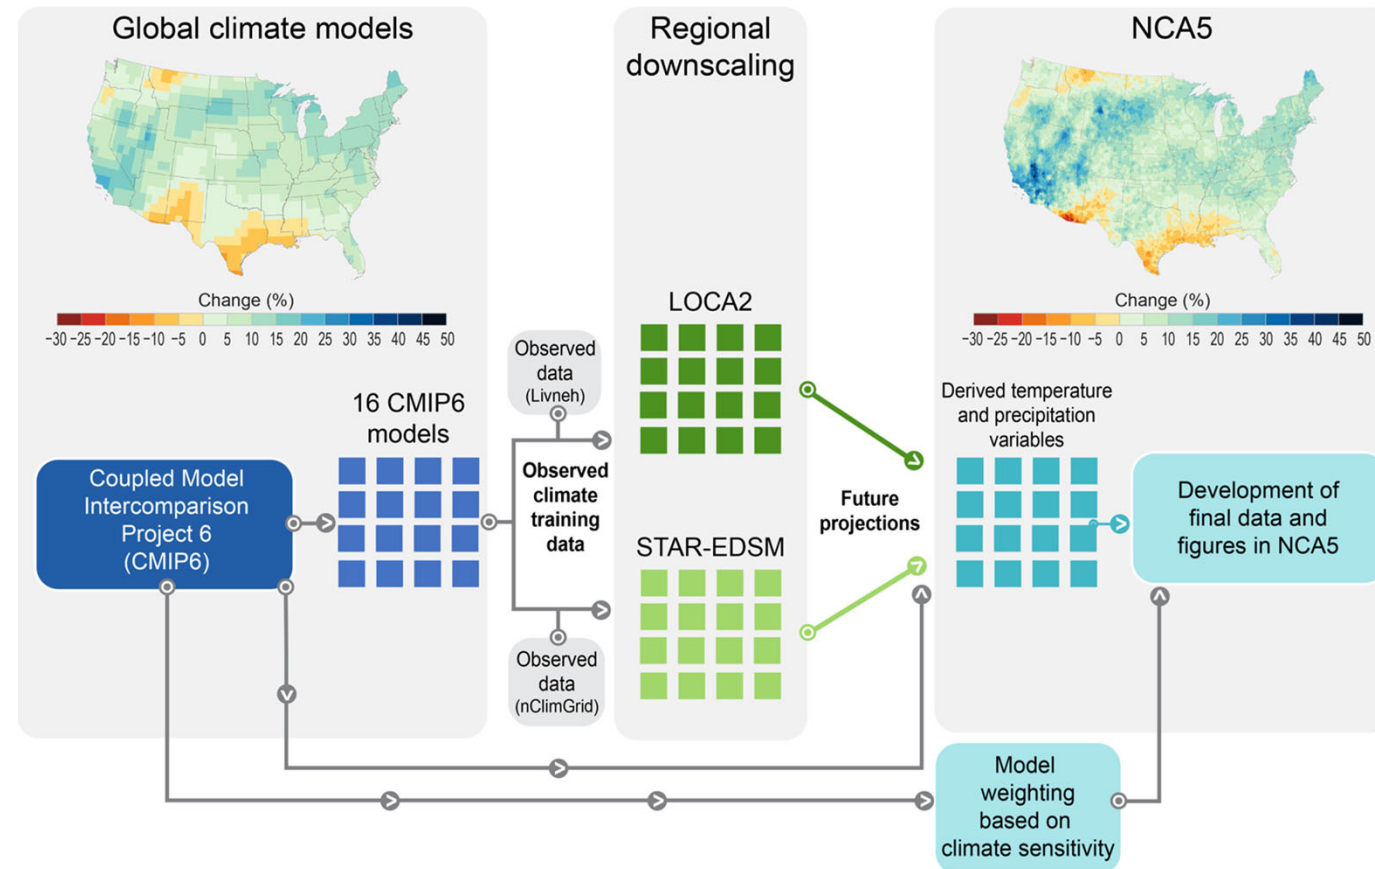 Global climate models
Change (%)
−30 −25 −20 −15 −10 −5 0 5 10 15 20 25 30 35 40 45 50
16 CMIP6
models
Coupled Model
Intercomparison
Project 6
(CMIP6)
Observed
data
(Livneh)
Observed
climate
training
data
Observed
data
(nClimGrid)
Regional
downscaling
LOCA2
STAR-EDSM
Future
projections
NCA5
Change (%)
−30 −25 −20 −15 −10 −5 0 5 10 15 20 25 30 35 40 45 50
Derived temperature
and precipitation
variables
Development of
final data and
figures in NCA5
Model
weighting
based on
climate sensitivity